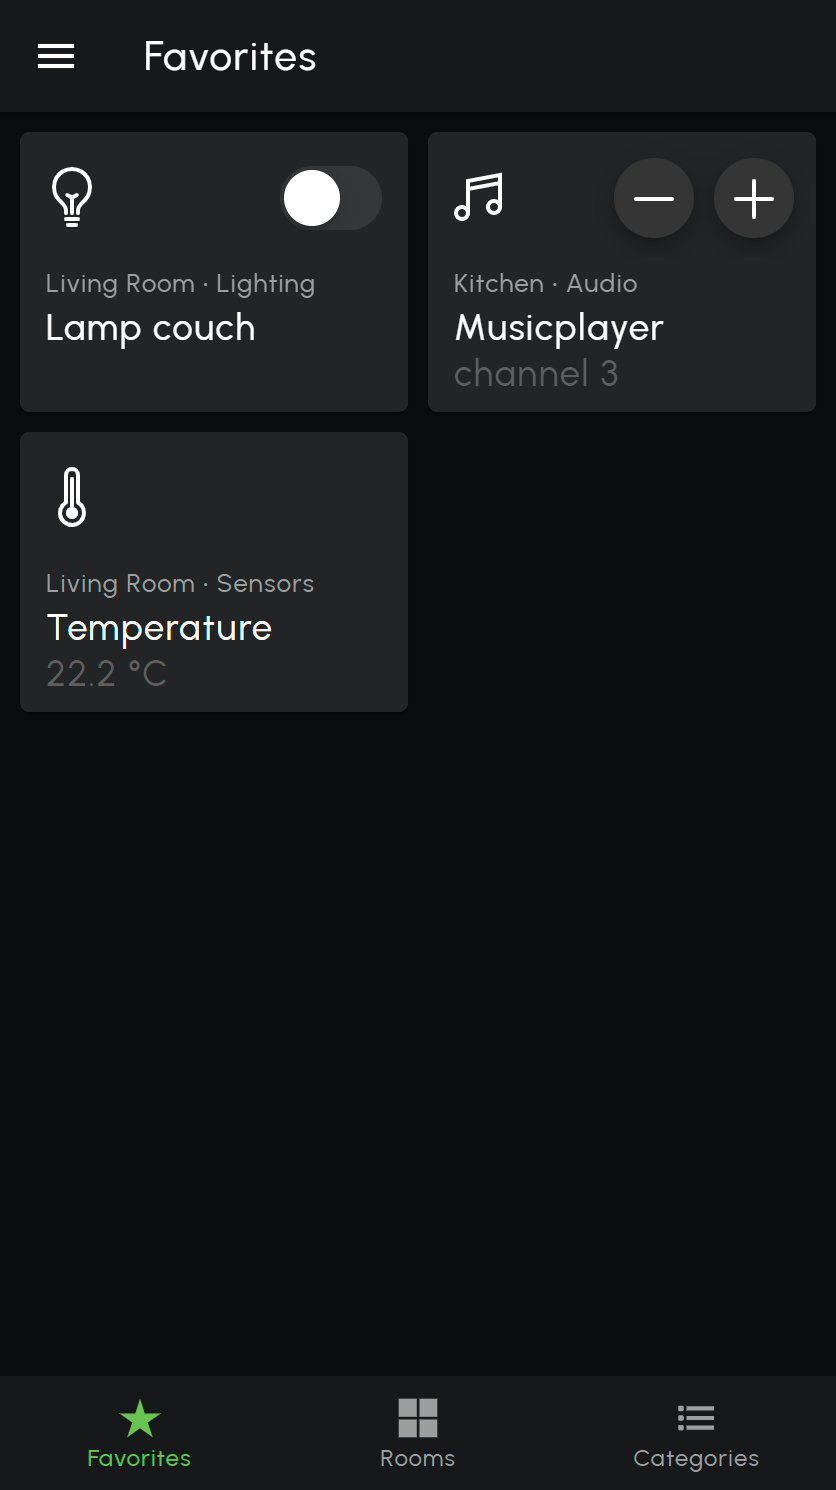 Favorites
Living Room · Lighting
Lamp couch
Kitchen · Audio
Musicplayer
channel 3
Living Room · Sensors
Temperature
22.2 °C
Favorites
Rooms
Categories